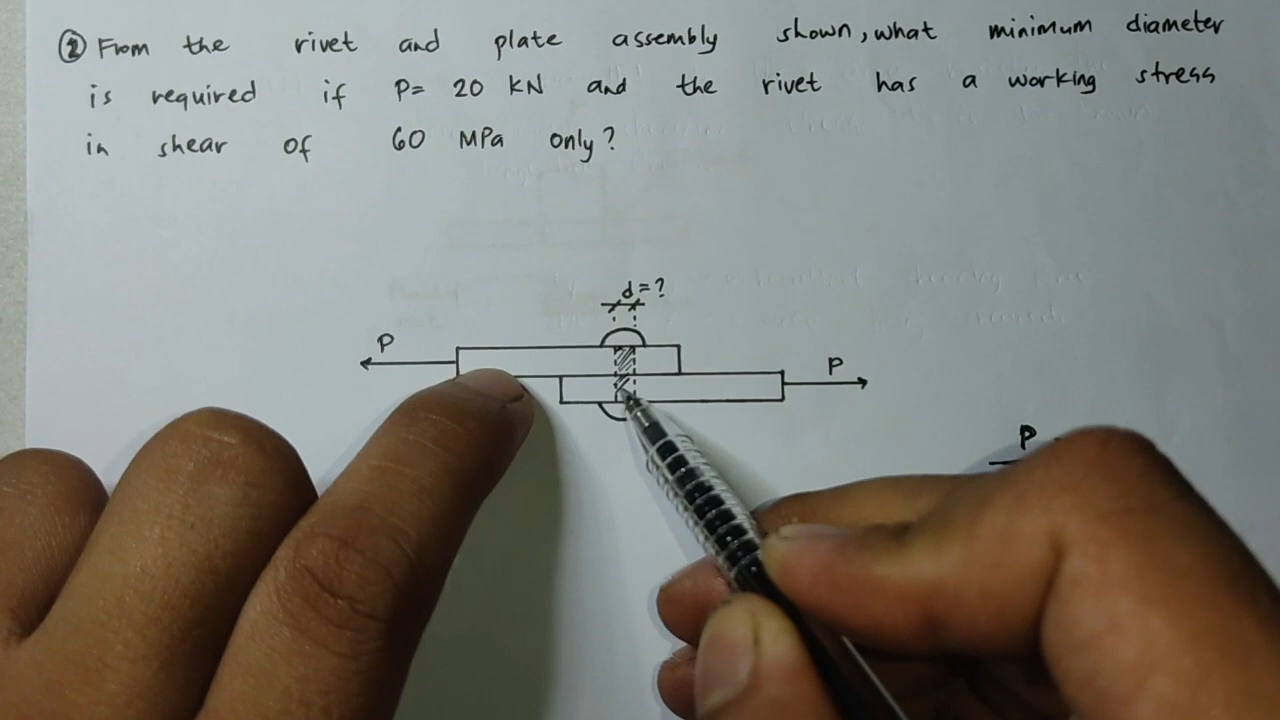 ② From the rivet and plate assembly shown, what minimum diameter
is required if P= 20 KN and the rivet has a working stress
in shear of 60 MPa only?
d=?
P
P
P